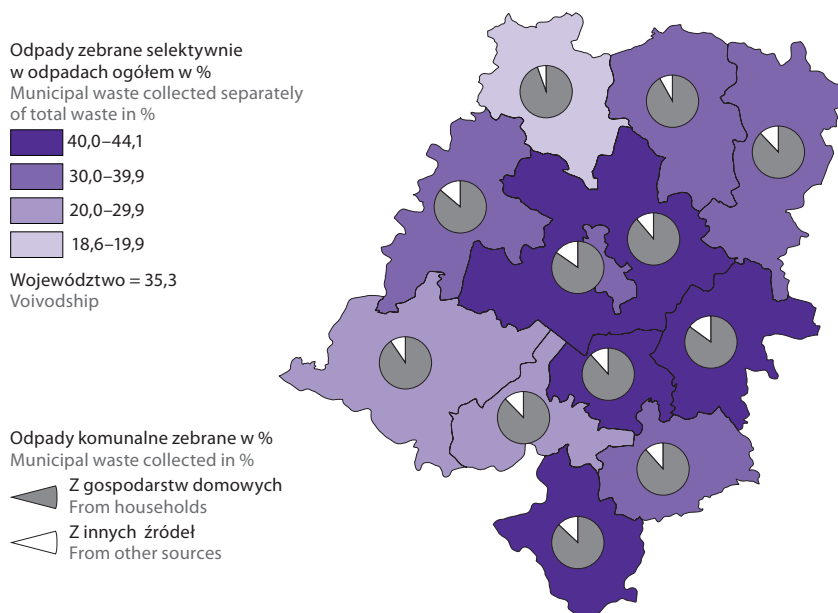 Odpady zebrane selektywnie
w odpadach ogółem w %
Municipal waste collected separately
of total waste in %
40,0–44,1
30,0–39,9
20,0–29,9
18,6–19,9
Województwo = 35,3
Voivodship
Odpady komunalne zebrane w %
Municipal waste collected in %
Z gospodarstw domowych
From households
Z innych źródeł
From other sources